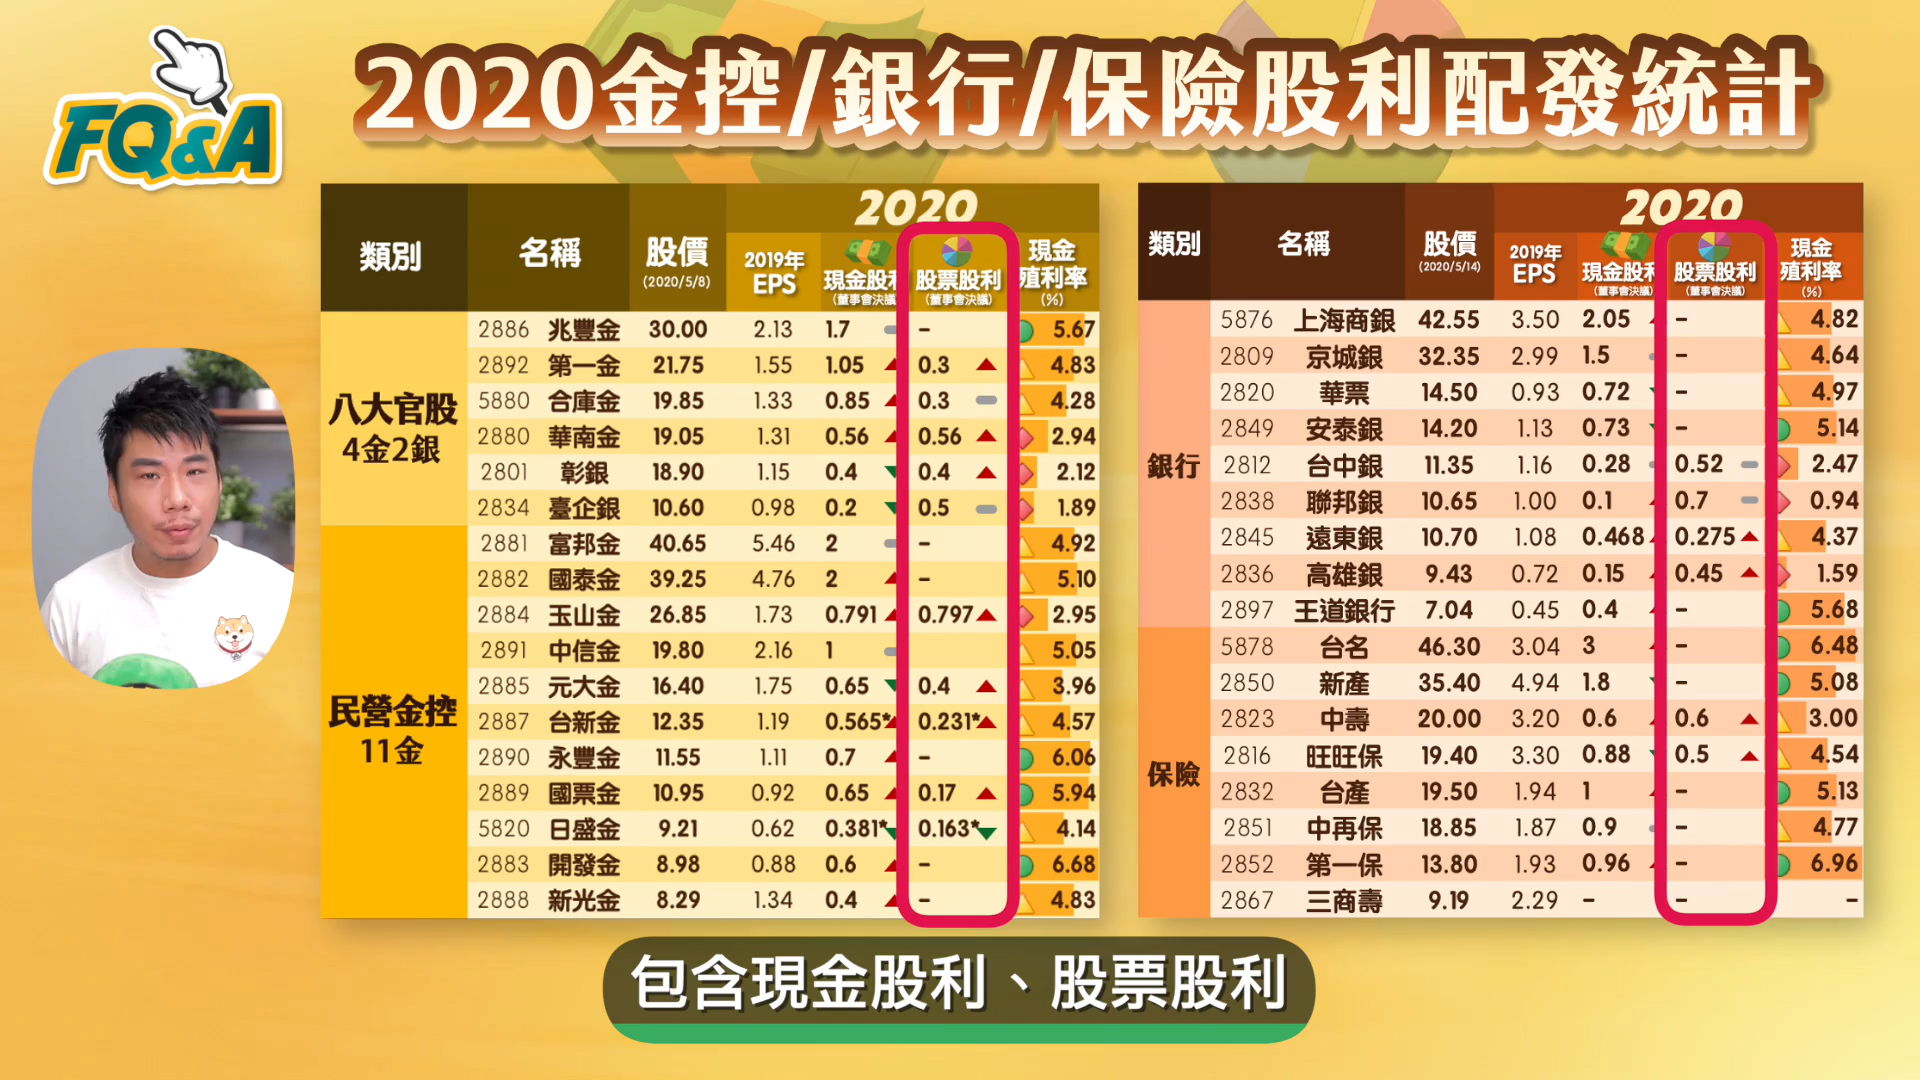 FQ&A
2020金控/銀行/保險股利配發統計
類別 名稱 股價 (2020/5/8) 2020 2019年 EPS 現金股利 (董事會決議) 股票股利 (董事會決議) 現金 殖利率 (%)
八大官股
4金2銀
2886 兆豐金 30.00 2.13 1.7 – 5.67
2892 第一金 21.75 1.55 1.05 0.3 4.83
5880 合庫金 19.85 1.33 0.85 0.3 4.28
2880 華南金 19.05 1.31 0.56 0.56 2.94
2801 彰銀 18.90 1.15 0.4 0.4 2.12
2834 臺企銀 10.60 0.98 0.2 0.5 1.89
民營金控
11金
2881 富邦金 40.65 5.46 2 – 4.92
2882 國泰金 39.25 4.76 2 – 5.10
2884 玉山金 26.85 1.73 0.791 0.797 2.95
2891 中信金 19.80 2.16 1 5.05
2885 元大金 16.40 1.75 0.65 0.4 3.96
2887 台新金 12.35 1.19 0.565* 0.231* 4.57
2890 永豐金 11.55 1.11 0.7 – 6.06
2889 國票金 10.95 0.92 0.65 0.17 5.94
5820 日盛金 9.21 0.62 0.381* 0.163* 4.14
2883 開發金 8.98 0.88 0.6 – 6.68
2888 新光金 8.29 1.34 0.4 – 4.83
類別 名稱 股價 (2020/5/14) 2020 2019年 EPS 現金股利 (董事會決議) 股票股利 (董事會決議) 現金 殖利率 (%)
銀行
5876 上海商銀 42.55 3.50 2.05 – 4.82
2809 京城銀 32.35 2.99 1.5 – 4.64
2820 華票 14.50 0.93 0.72 – 4.97
2849 安泰銀 14.20 1.13 0.73 – 5.14
2812 台中銀 11.35 1.16 0.28 0.52 2.47
2838 聯邦銀 10.65 1.00 0.1 0.7 0.94
2845 遠東銀 10.70 1.08 0.468 0.275 4.37
2836 高雄銀 9.43 0.72 0.15 0.45 1.59
2897 王道銀行 7.04 0.45 0.4 – 5.68
保險
5878 台名 46.30 3.04 3 – 6.48
2850 新產 35.40 4.94 1.8 – 5.08
2823 中壽 20.00 3.20 0.6 0.6 3.00
2816 旺旺保 19.40 3.30 0.88 0.5 4.54
2832 台產 19.50 1.94 1 – 5.13
2851 中再保 18.85 1.87 0.9 – 4.77
2852 第一保 13.80 1.93 0.96 – 6.96
2867 三商壽 9.19 2.29 – – –
包含現金股利、股票股利